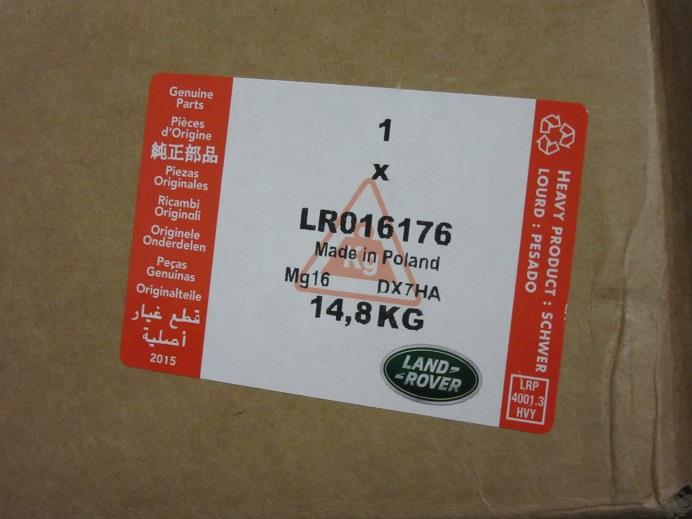 Genuine
Parts
Pièces
d'Origine
純正部品
Piezas
Originales
Ricambi
Originali
Originele
Onderdelen
Peças
Genuinas
Originalteile
قطع غيار
أصلية
2015
1
x
LR016176
Kg
Made in Poland
Mg16 DX7HA
14,8KG
LAND-
-ROVER
HEAVY PRODUCT : SCHWER
LOURD : PESADO
LRP
4001.3
HVY